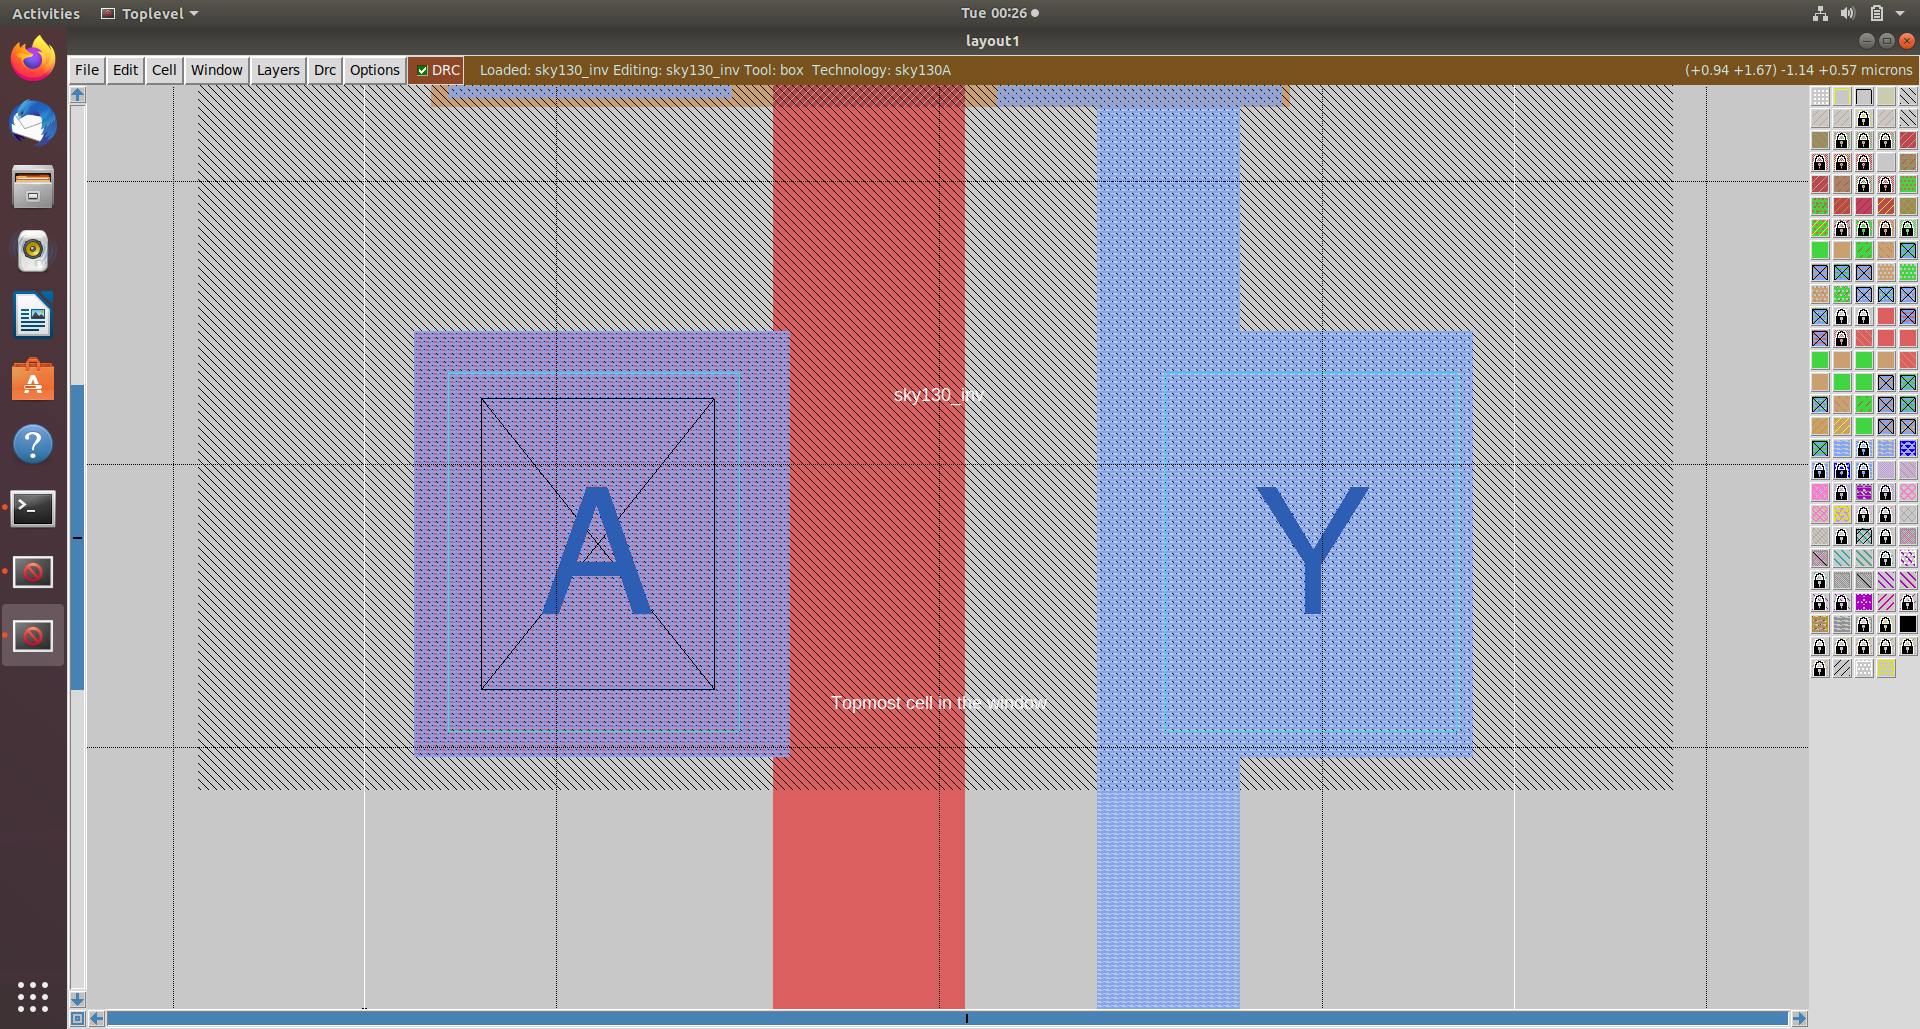 Activities Toplevel Tue 00:26
layout1
File Edit Cell Window Layers Drc Options DRC Loaded: sky130_inv Editing: sky130_inv Tool: box Technology: sky130A (+0.94 +1.67) -1.14 +0.57 microns
sky130_inv
A Y
Topmost cell in the window